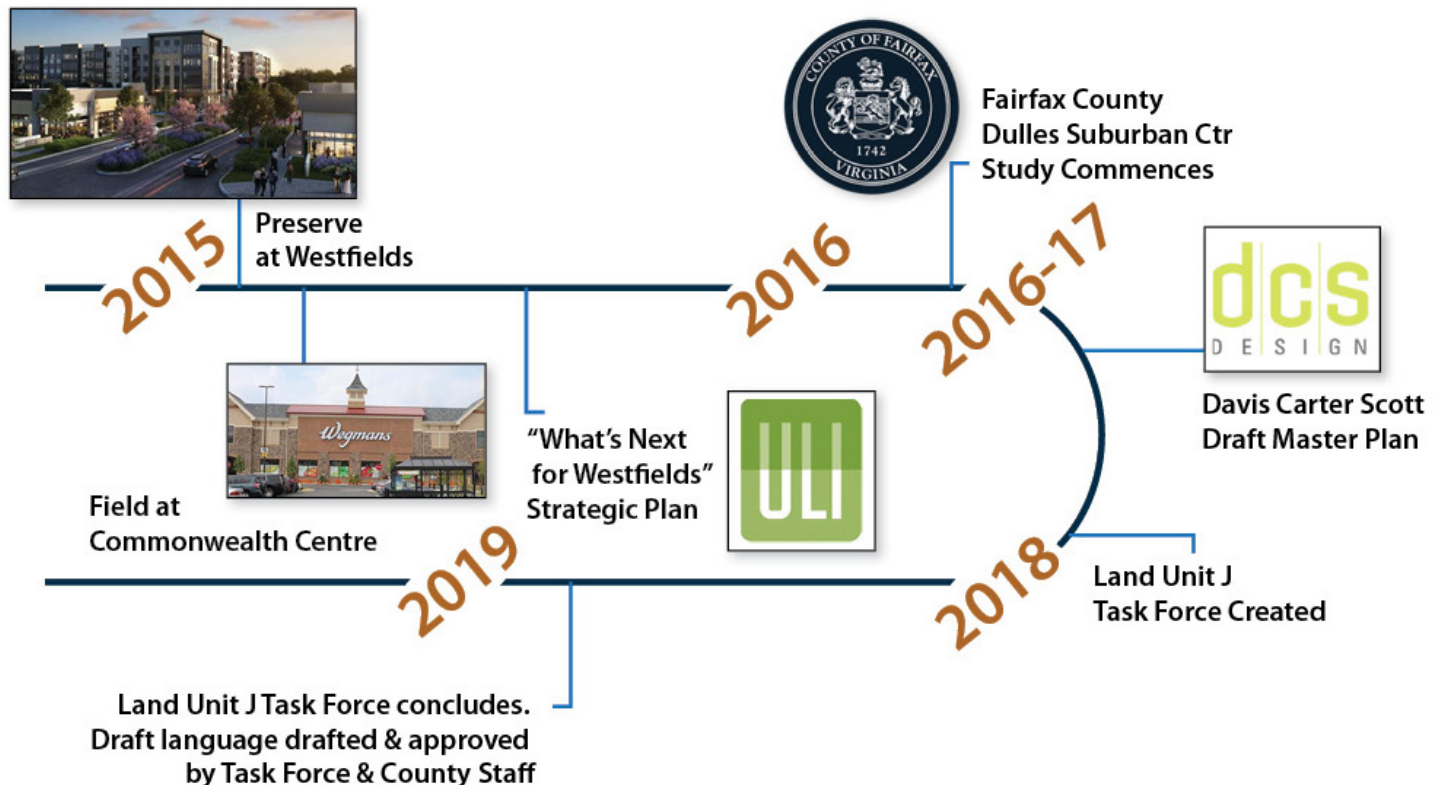 2015
Preserve
at Westfields
Field at
Commonwealth Centre
Wegmans
"What's Next
for Westfields"
Strategic Plan
ULI
2016
COUNTY OF FAIRFAX
1742
VIRGINIA
Fairfax County
Dulles Suburban Ctr
Study Commences
2016-17
dcs
DESIGN
Davis Carter Scott
Draft Master Plan
2018
Land Unit J
Task Force Created
2019
Land Unit J Task Force concludes.
Draft language drafted & approved
by Task Force & County Staff